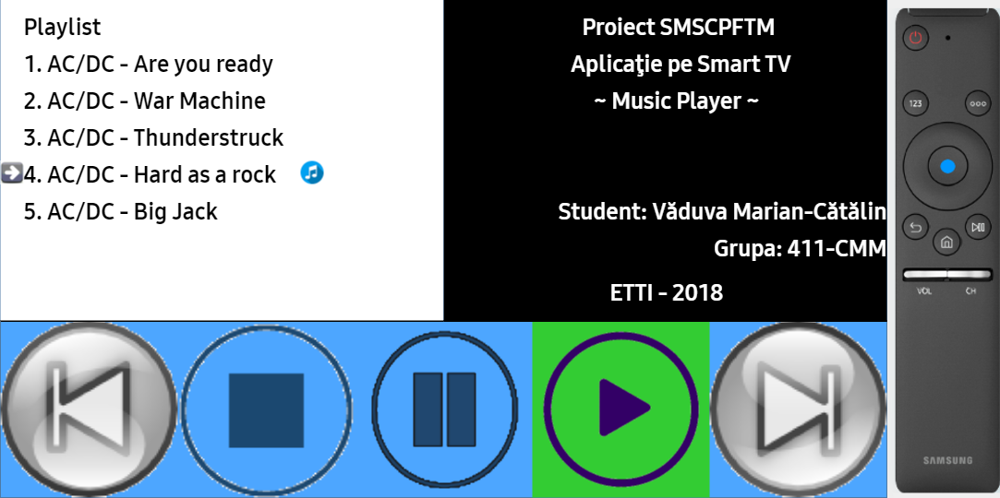 Playlist
1. AC/DC - Are you ready
2. AC/DC - War Machine
3. AC/DC - Thunderstruck
4. AC/DC - Hard as a rock
5. AC/DC - Big Jack
Proiect SMSCPFTM
Aplicaţie pe Smart TV
~ Music Player ~
Student: Văduva Marian-Cătălin
Grupa: 411-CMM
ETTI - 2018
123
VOL CH
SAMSUNG